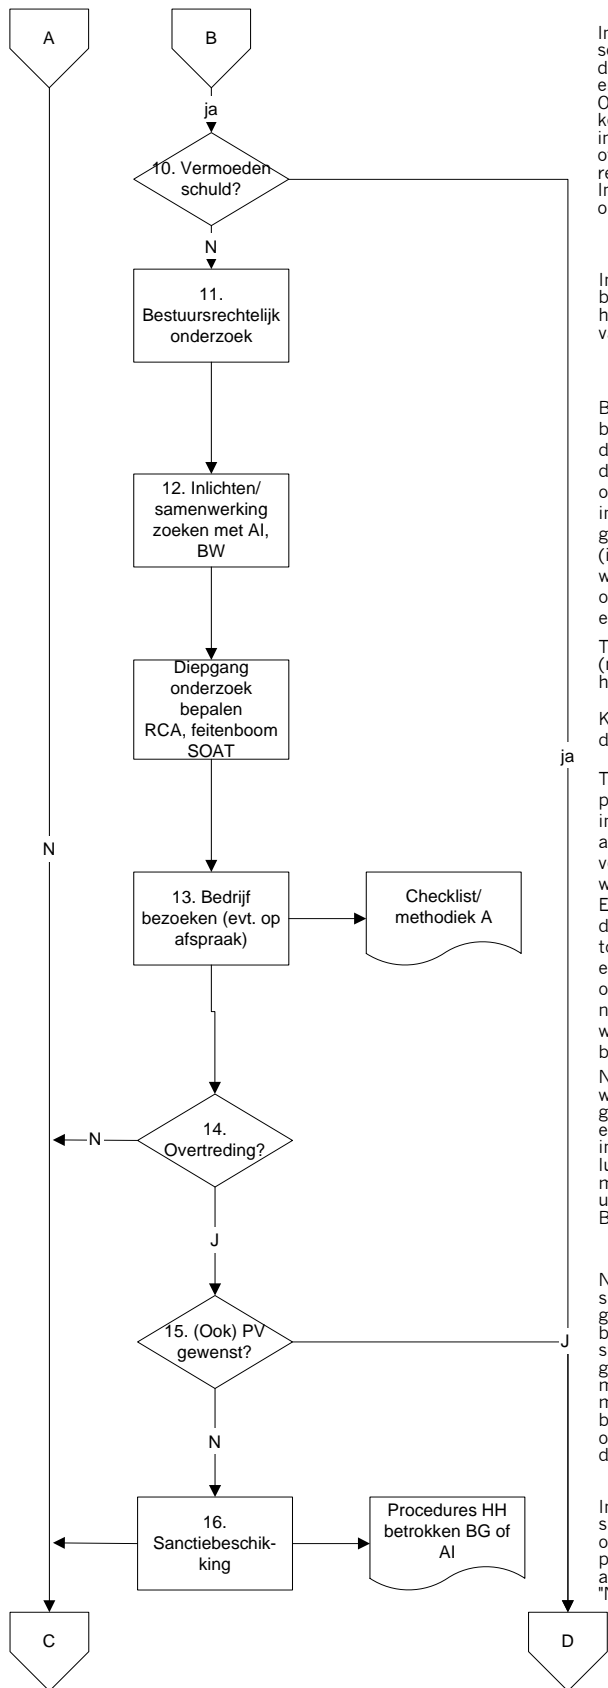 A
B
ja
10. Vermoeden
schuld?
N
11.
Bestuursrechtelijk
onderzoek
12. Inlichten/
samenwerking
zoeken met AI,
BW
Diepgang
onderzoek
bepalen
RCA, feitenboom
SOAT
ja
N
13. Bedrijf
bezoeken (evt. op
afspraak)
Checklist/
methodiek A
14.
Overtreding?
N
J
15. (Ook) PV
gewenst?
J
N
16.
Sanctiebeschik-
king
Procedures HH
betrokken BG of
AI
C
D